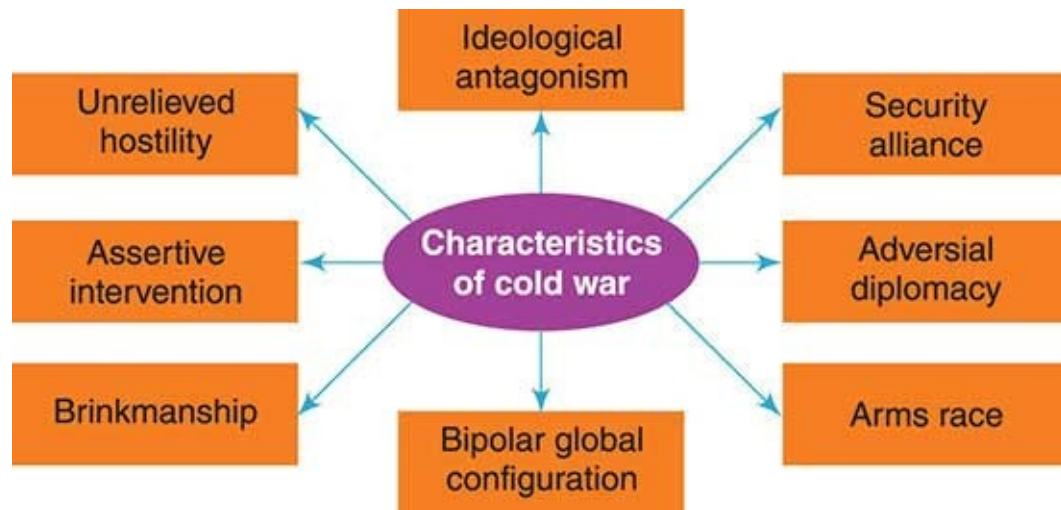 Ideological
antagonism
Unrelieved
hostility
Security
alliance
Assertive
intervention
Characteristics
of cold war
Adversial
diplomacy
Brinkmanship
Bipolar global
configuration
Arms race